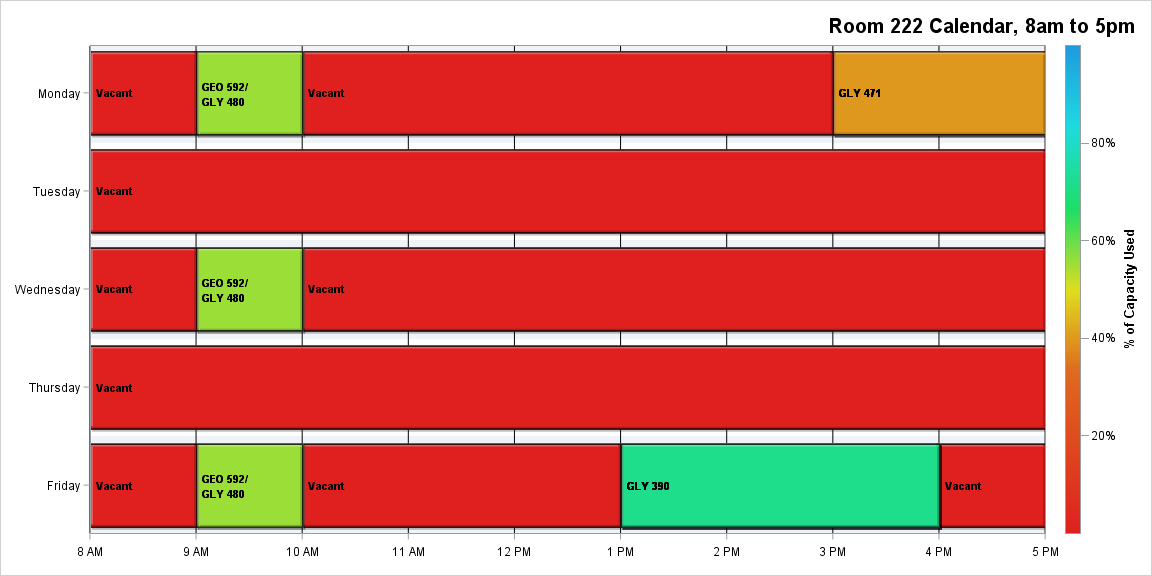 Room 222 Calendar, 8am to 5pm
Monday
Vacant
GEO 592/
GLY 480
Vacant
GLY 471
Tuesday
Vacant
Wednesday
Vacant
GEO 592/
GLY 480
Vacant
Thursday
Vacant
Friday
Vacant
GEO 592/
GLY 480
Vacant
GLY 390
Vacant
8 AM
9 AM
10 AM
11 AM
12 PM
1 PM
2 PM
3 PM
4 PM
5 PM
80%
60%
40%
20%
% of Capacity Used